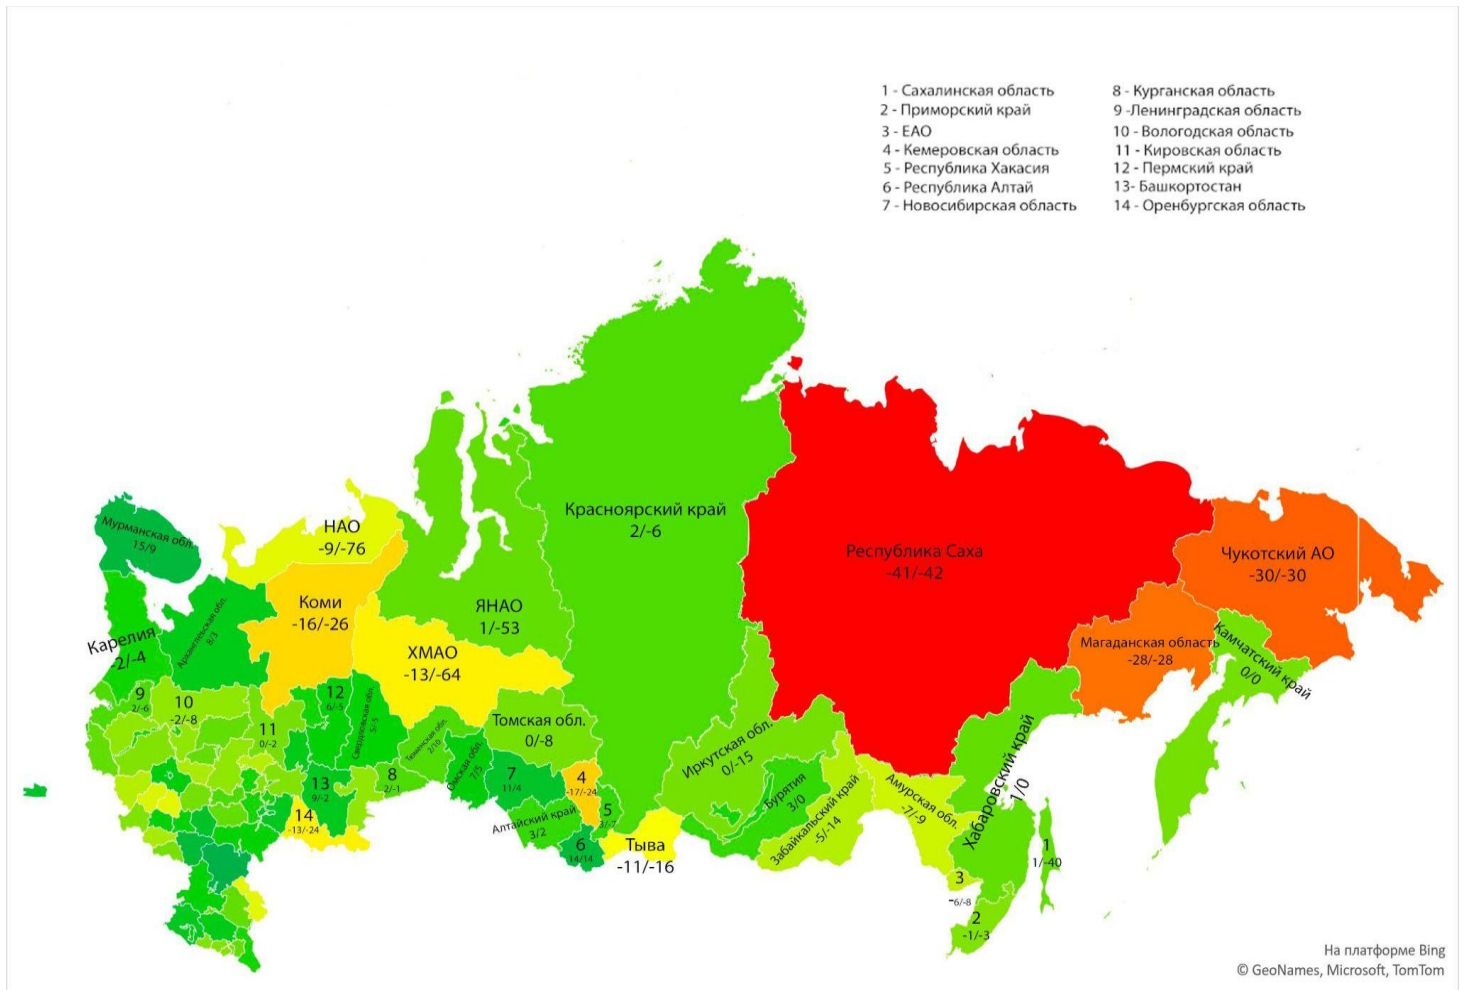 1 - Сахалинская область
2 - Приморский край
3 - ЕАО
4 - Кемеровская область
5 - Республика Хакасия
6 - Республика Алтай
7 - Новосибирская область
8 - Курганская область
9 -Ленинградская область
10 - Вологодская область
11 - Кировская область
12 - Пермский край
13- Башкортостан
14 - Оренбургская область
Мурманская обл.
15/9
НАО
-9/-76
Коми
-16/-26
Архангельская обл.
8/3
Карелия
-2/-4
ЯНАО
1/-53
ХМАО
-13/-64
Красноярский край
2/-6
Республика Саха
-41/-42
Чукотский АО
-30/-30
Магаданская область
-28/-28
Камчатский край
0/0
9
2/-6
10
-2/-8
11
0/-2
12
6/-5
Свердловская обл.
5/-5
Тюменская обл.
2/10
Омская обл.
7/5
Томская обл.
0/-8
13
9/-2
8
2/-1
14
-13/-24
7
11/4
4
-17/-24
Алтайский край
3/2
5
6
14/14
Тыва
-11/-16
Иркутская обл.
0/-15
Бурятия
3/0
Забайкальский край
-5/-14
Амурская обл.
-7/-9
Хабаровский край
1/0
1
1/-40
3
-6/-8
2
-1/-3
На платформе Bing
© GeoNames, Microsoft, TomTom